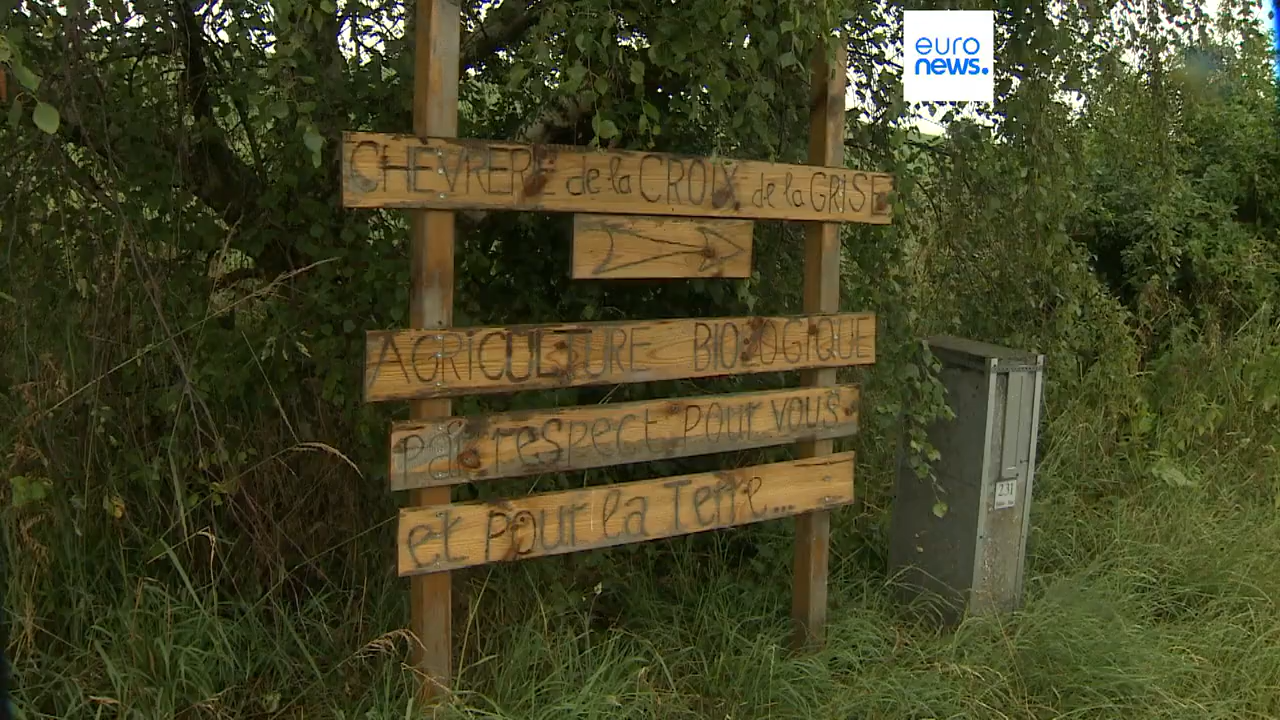 euro
news.
CHEVRERIE de la CROIX de la GRISE
AGRICULTURE BIOLOGIQUE
par respect pour vous
et pour la Terre...
231